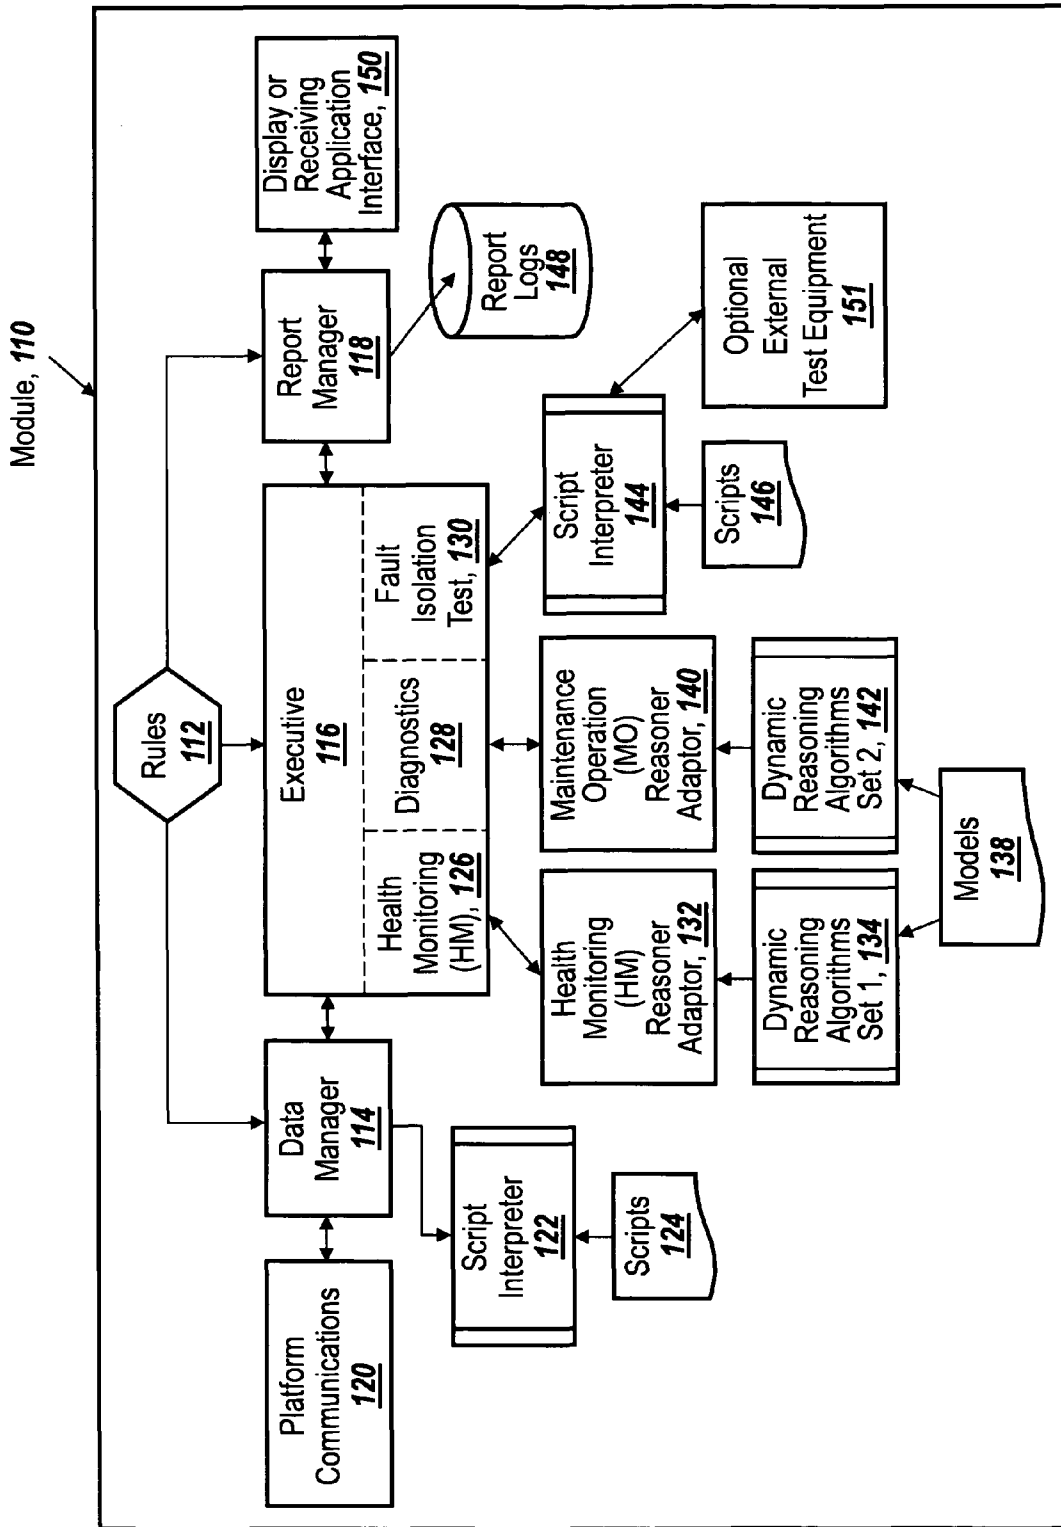 Module, 110
Rules
112
Platform
Communications
120
Data
Manager
114
Executive
116
Health
Monitoring
(HM), 126
Diagnostics
128
Fault
Isolation
Test, 130
Report
Manager
118
Display or
Receiving
Application
Interface, 150
Script
Interpreter
122
Scripts
124
Health
Monitoring
(HM)
Reasoner
Adaptor, 132
Maintenance
Operation
(MO)
Reasoner
Adaptor, 140
Script
Interpreter
144
Report
Logs
148
Dynamic
Reasoning
Algorithms
Set 1, 134
Dynamic
Reasoning
Algorithms
Set 2, 142
Scripts
146
Optional
External
Test Equipment
151
Models
138